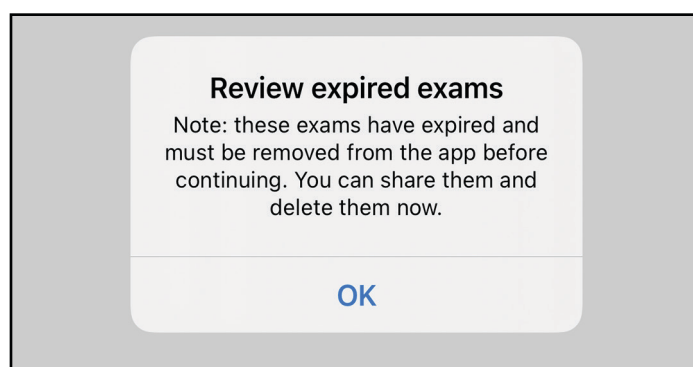 Review expired exams
Note: these exams have expired and
must be removed from the app before
continuing. You can share them and
delete them now.
OK